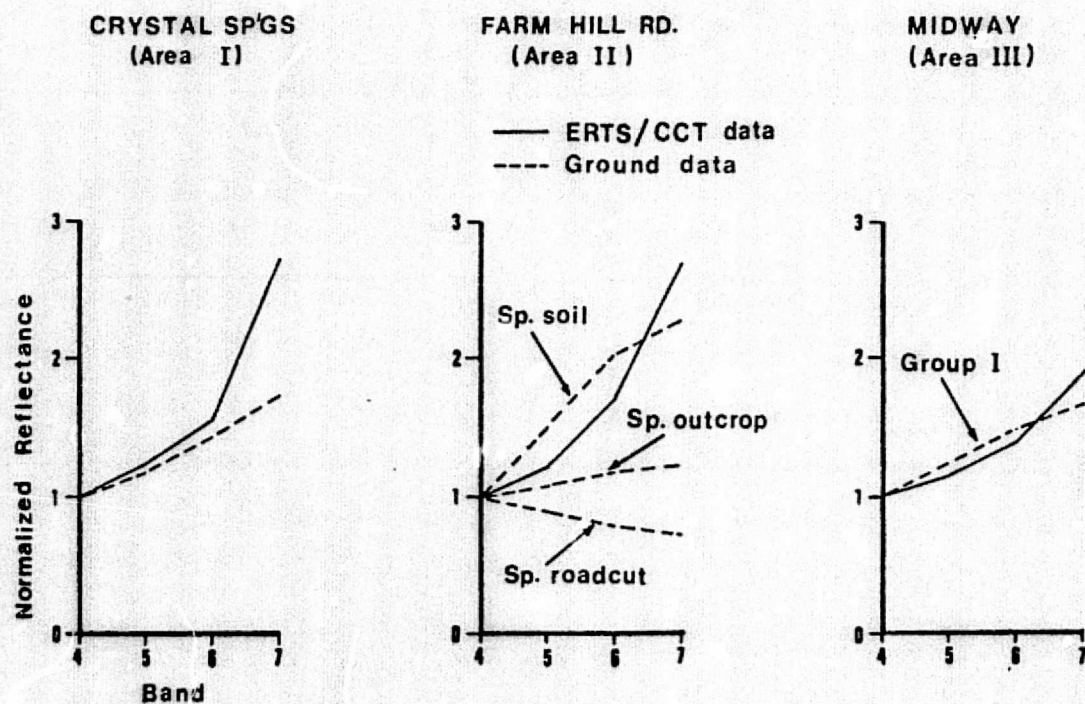 CRYSTAL SP'GS
(Area I)
FARM HILL RD.
(Area II)
MIDWAY
(Area III)
ERTS/CCT data
Ground data
Normalized Reflectance
3
2
1
0
4 5 6 7
Band
3
2
1
0
Sp. soil
Sp. outcrop
Sp. roadcut
4 5 6 7
3
2
1
0
Group I
4 5 6 7